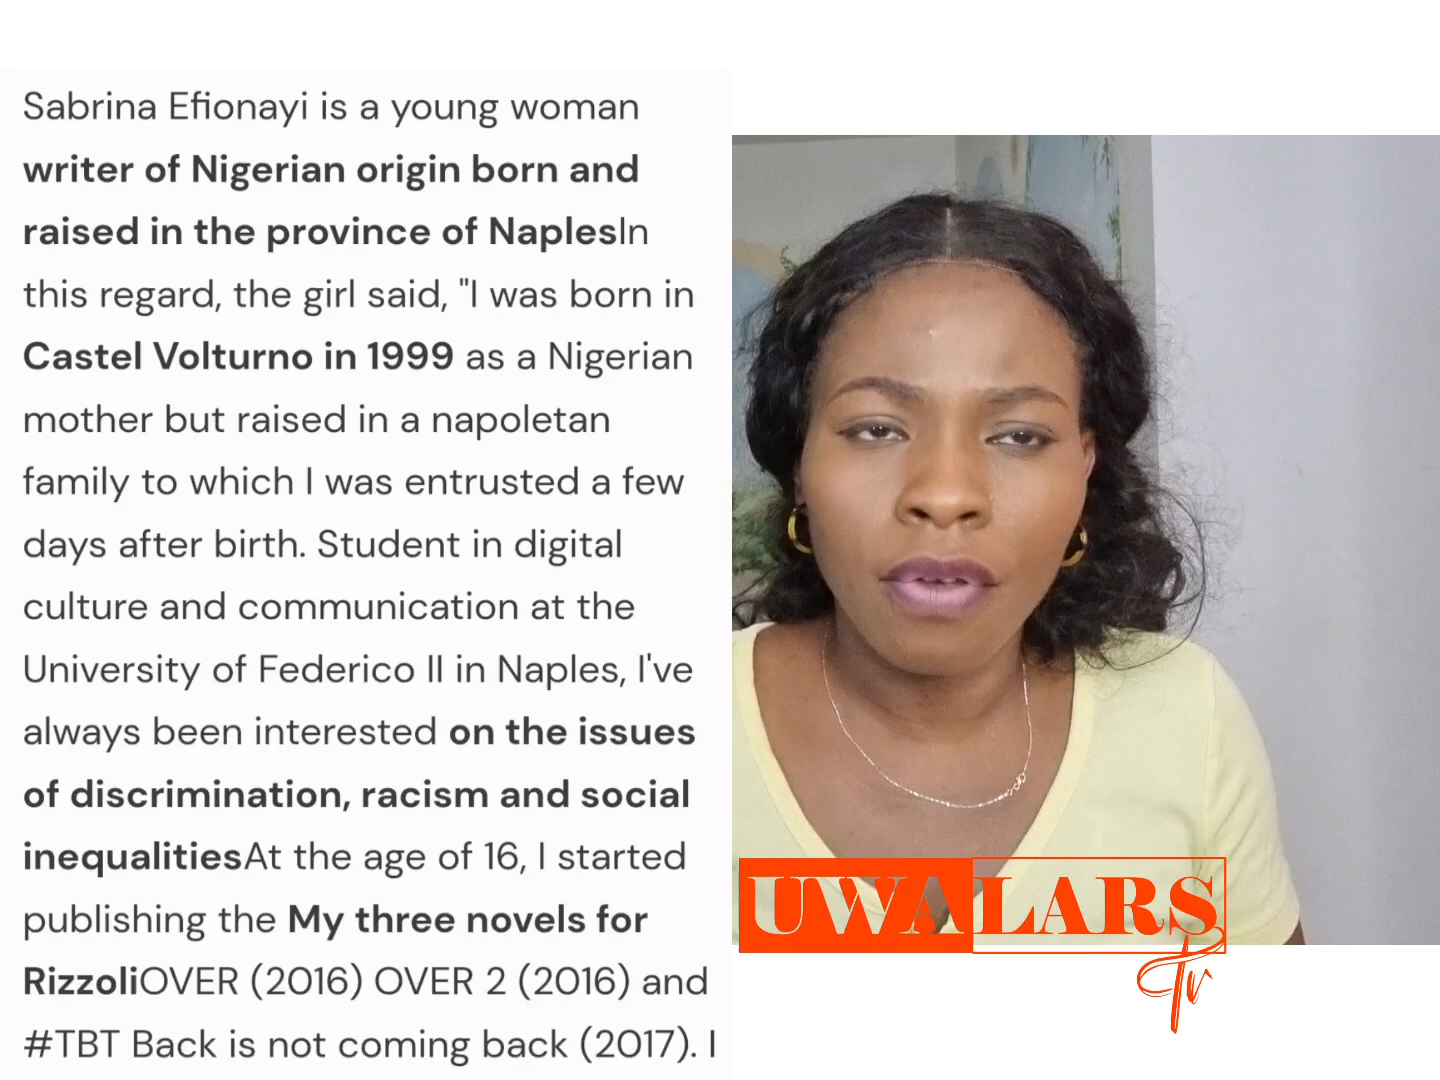 Sabrina Efionayi is a young woman
writer of Nigerian origin born and
raised in the province of NaplesIn
this regard, the girl said, "I was born in
Castel Volturno in 1999 as a Nigerian
mother but raised in a napoletan
family to which I was entrusted a few
days after birth. Student in digital
culture and communication at the
University of Federico II in Naples, I've
always been interested on the issues
of discrimination, racism and social
inequalitiesAt the age of 16, I started
publishing the My three novels for
RizzoliOVER (2016) OVER 2 (2016) and
#TBT Back is not coming back (2017). I
UWALARS
Tv